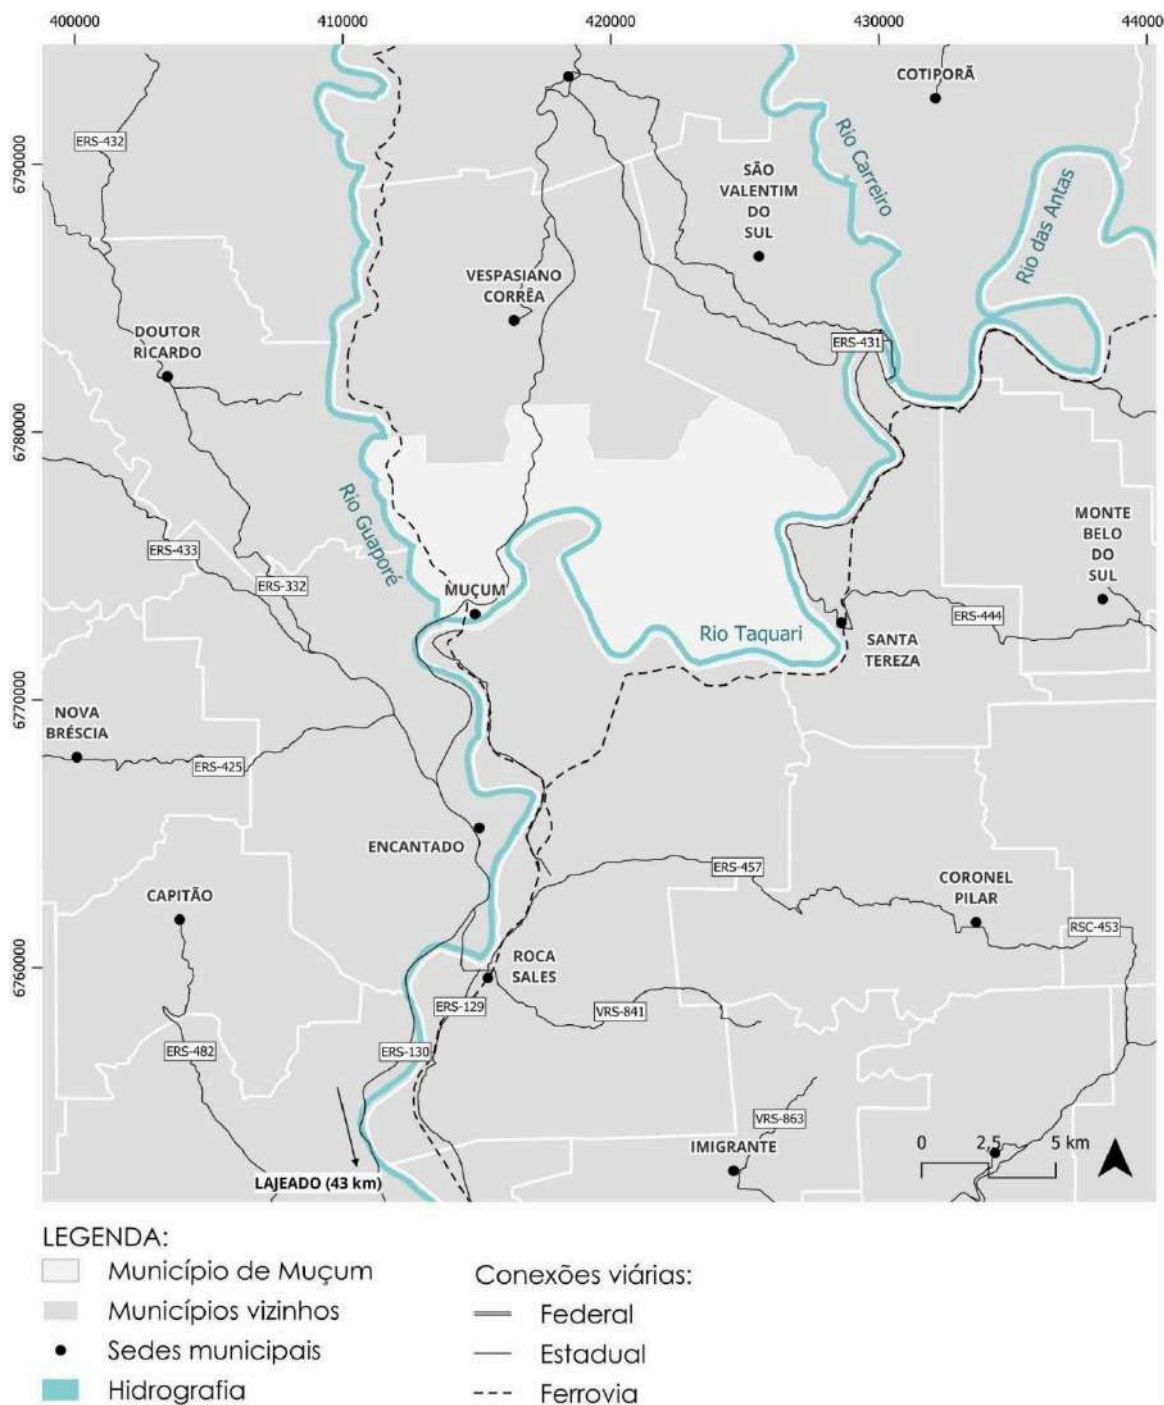 400000
410000
420000
430000
440000
COTIPORÃ
ERS-432
6790000
Rio Carreiro
SÃO
VALENTIM
DO
SUL
Rio das Antas
VESPASIANO
CORRÊA
DOUTOR
RICARDO
ERS-431
6780000
Rio Guaporé
MONTE
BELO
DO
SUL
ERS-433
ERS-332
MUÇUM
ERS-444
Rio Taquari
SANTA
TEREZA
6770000
NOVA
BRÉSCIA
ERS-425
ENCANTADO
ERS-457
CAPITÃO
CORONEL
PILAR
RSC-453
6760000
ROCA
SALES
ERS-129
VRS-841
ERS-130
ERS-482
VRS-863
IMIGRANTE
0 2,5 5 km
LAJEADO (43 km)
LEGENDA:
Município de Muçum
Municípios vizinhos
Sedes municipais
Hidrografia
Conexões viárias:
Federal
Estadual
Ferrovia